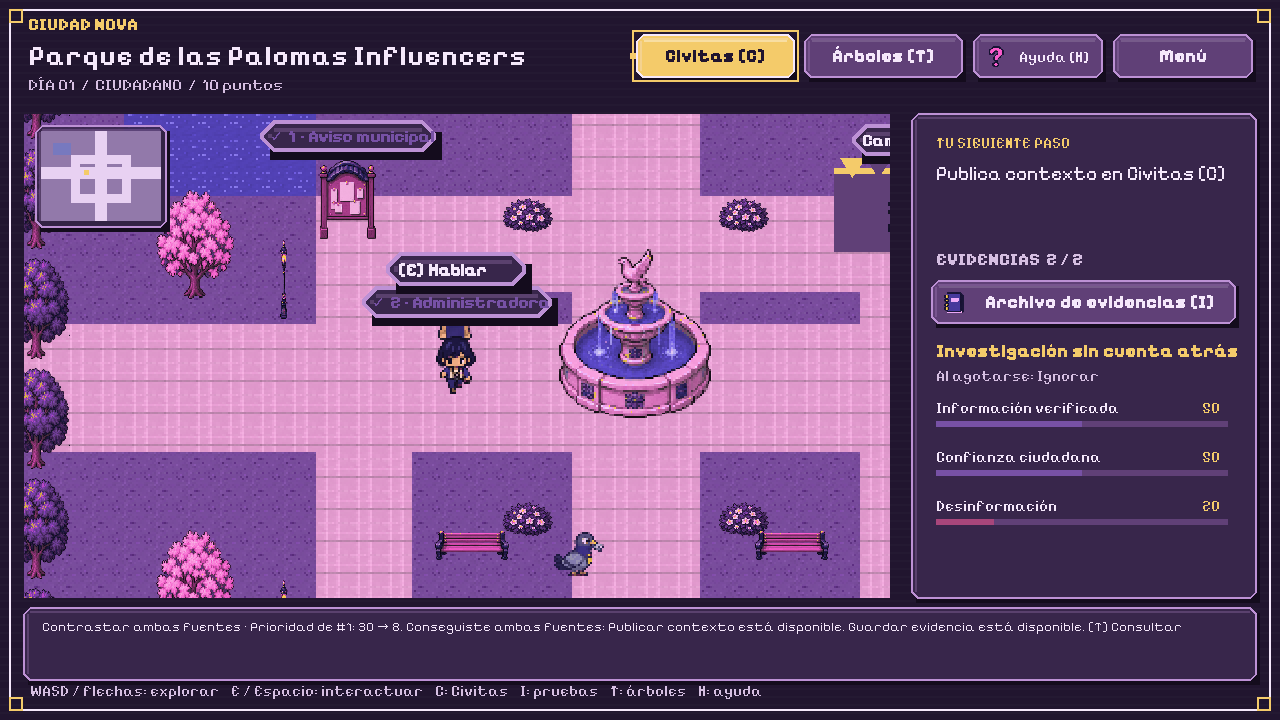 CIUDAD NOVA
Parque de las Palomas Influencers
DÍA 01 / CIUDADANO / 10 puntos
Civitas (C)
Árboles (T)
? Ayuda (H)
Menú
✓ 1 · Aviso municipa
Can
(E) Hablar
✓ 2 · Administradora
TU SIGUIENTE PASO
Publica contexto en Civitas (C)
EVIDENCIAS 2 / 2
Archivo de evidencias (I)
Investigación sin cuenta atrás
Al agotarse: Ignorar
Información verificada 50
Confianza ciudadana 50
Desinformación 20
Contrastar ambas fuentes · Prioridad de #1: 30 → 8. Conseguiste ambas fuentes: Publicar contexto está disponible. Guardar evidencia está disponible. (T) Consultar
WASD / flechas: explorar E / Espacio: interactuar C: Civitas I: pruebas T: árboles H: ayuda